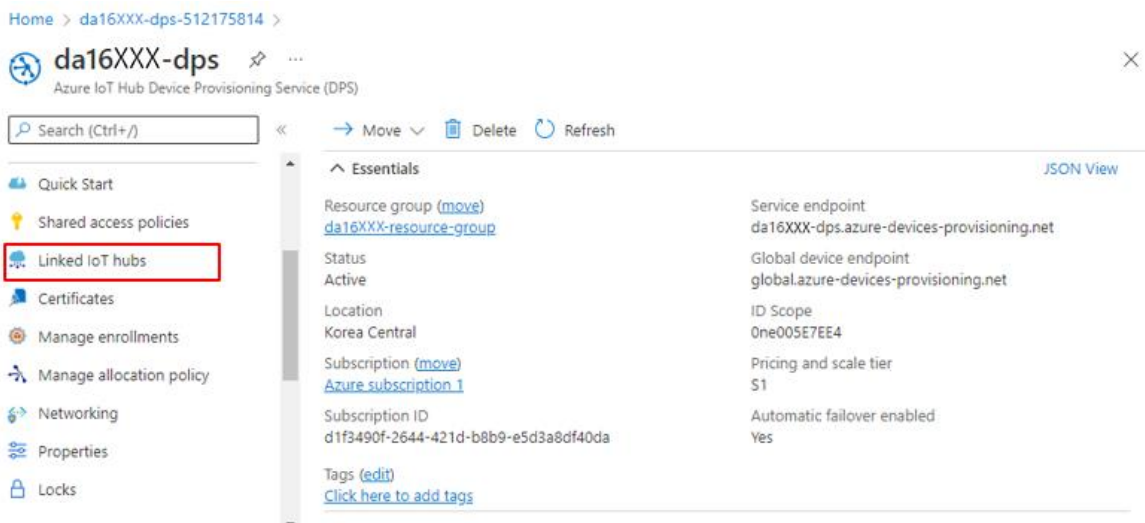 Home > da16XXX-dps-512175814 >
da16XXX-dps ...
Azure IoT Hub Device Provisioning Service (DPS)
Search (Ctrl+/)
«
Move
Delete
Refresh
Quick Start
Shared access policies
Linked IoT hubs
Certificates
Manage enrollments
Manage allocation policy
Networking
Properties
Locks
Essentials
JSON View
Resource group (move)
da16XXX-resource-group
Status
Active
Location
Korea Central
Subscription (move)
Azure subscription 1
Subscription ID
d1f3490f-2644-421d-b8b9-e5d3a8df40da
Tags (edit)
Click here to add tags
Service endpoint
da16XXX-dps.azure-devices-provisioning.net
Global device endpoint
global.azure-devices-provisioning.net
ID Scope
0ne005E7EE4
Pricing and scale tier
S1
Automatic failover enabled
Yes